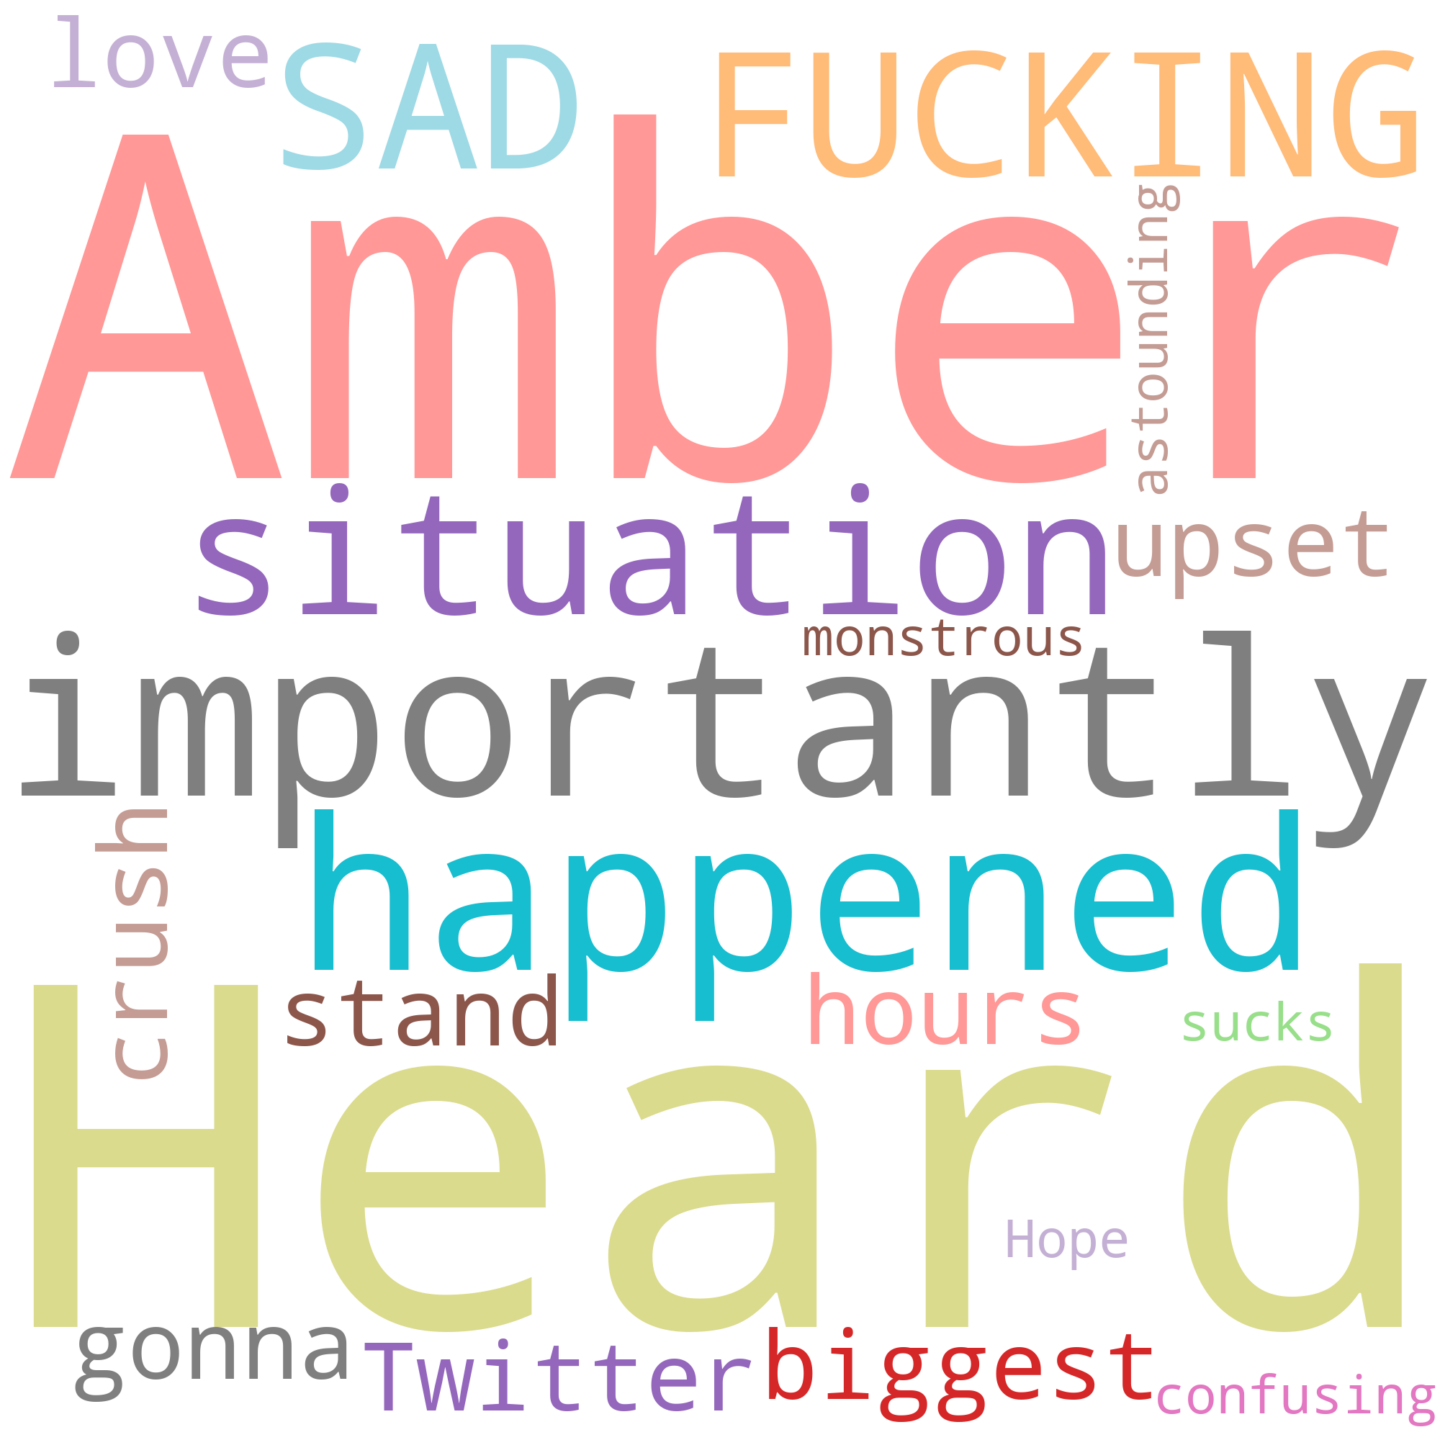 love
SAD
FUCKING
Amber
astounding
situation
upset
monstrous
importantly
crush
happened
stand
hours
sucks
Heard
Hope
gonna
Twitter
biggest
confusing